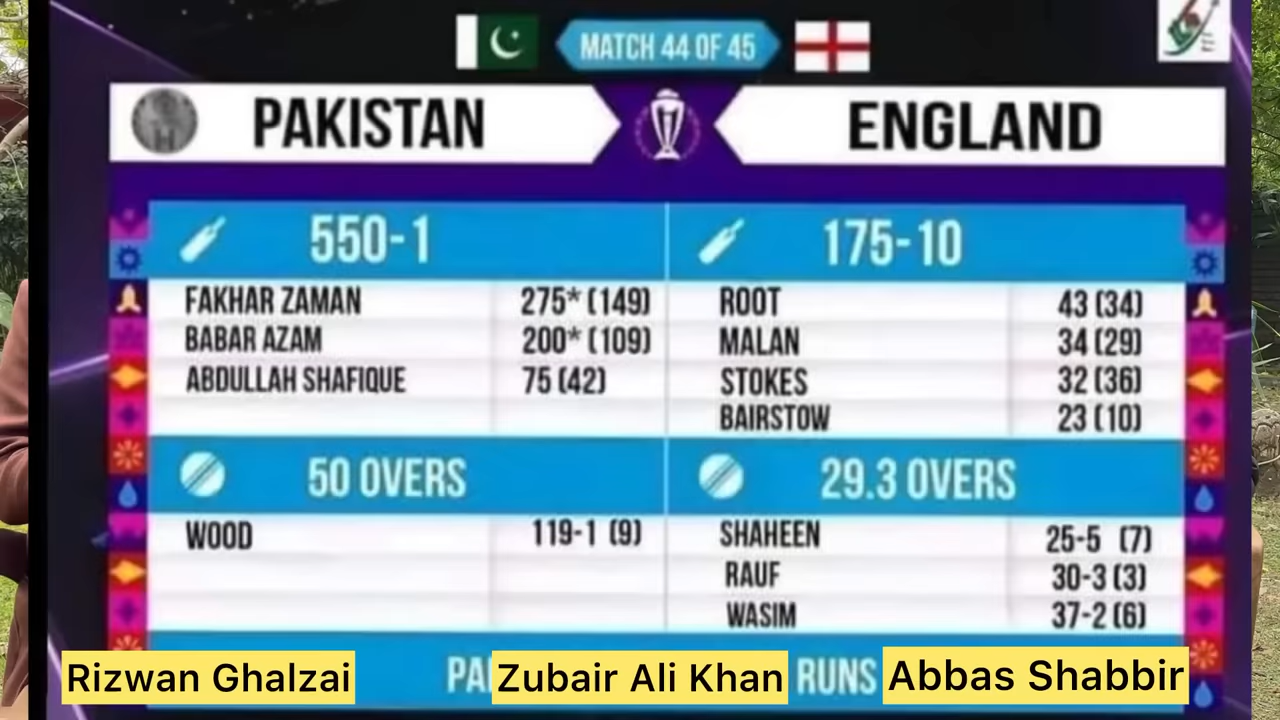 MATCH 44 OF 45
PAKISTAN
ENGLAND
550-1
175-10
FAKHAR ZAMAN 275* (149)
BABAR AZAM 200* (109)
ABDULLAH SHAFIQUE 75 (42)
ROOT 43 (34)
MALAN 34 (29)
STOKES 32 (36)
BAIRSTOW 23 (10)
50 OVERS
29.3 OVERS
WOOD 119-1 (9)
SHAHEEN 25-5 (7)
RAUF 30-3 (3)
WASIM 37-2 (6)
RUNS
Rizwan Ghalzai
Zubair Ali Khan
Abbas Shabbir